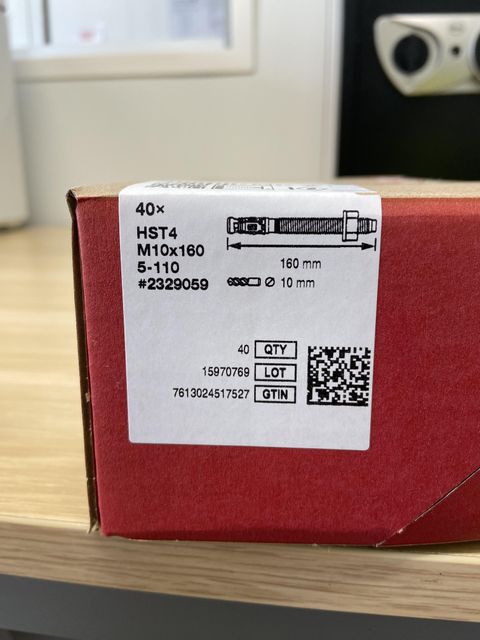 40×
HST4
M10x160
5-110
#2329059
160 mm
⌀ 10 mm
40 QTY
15970769 LOT
7613024517527 GTIN